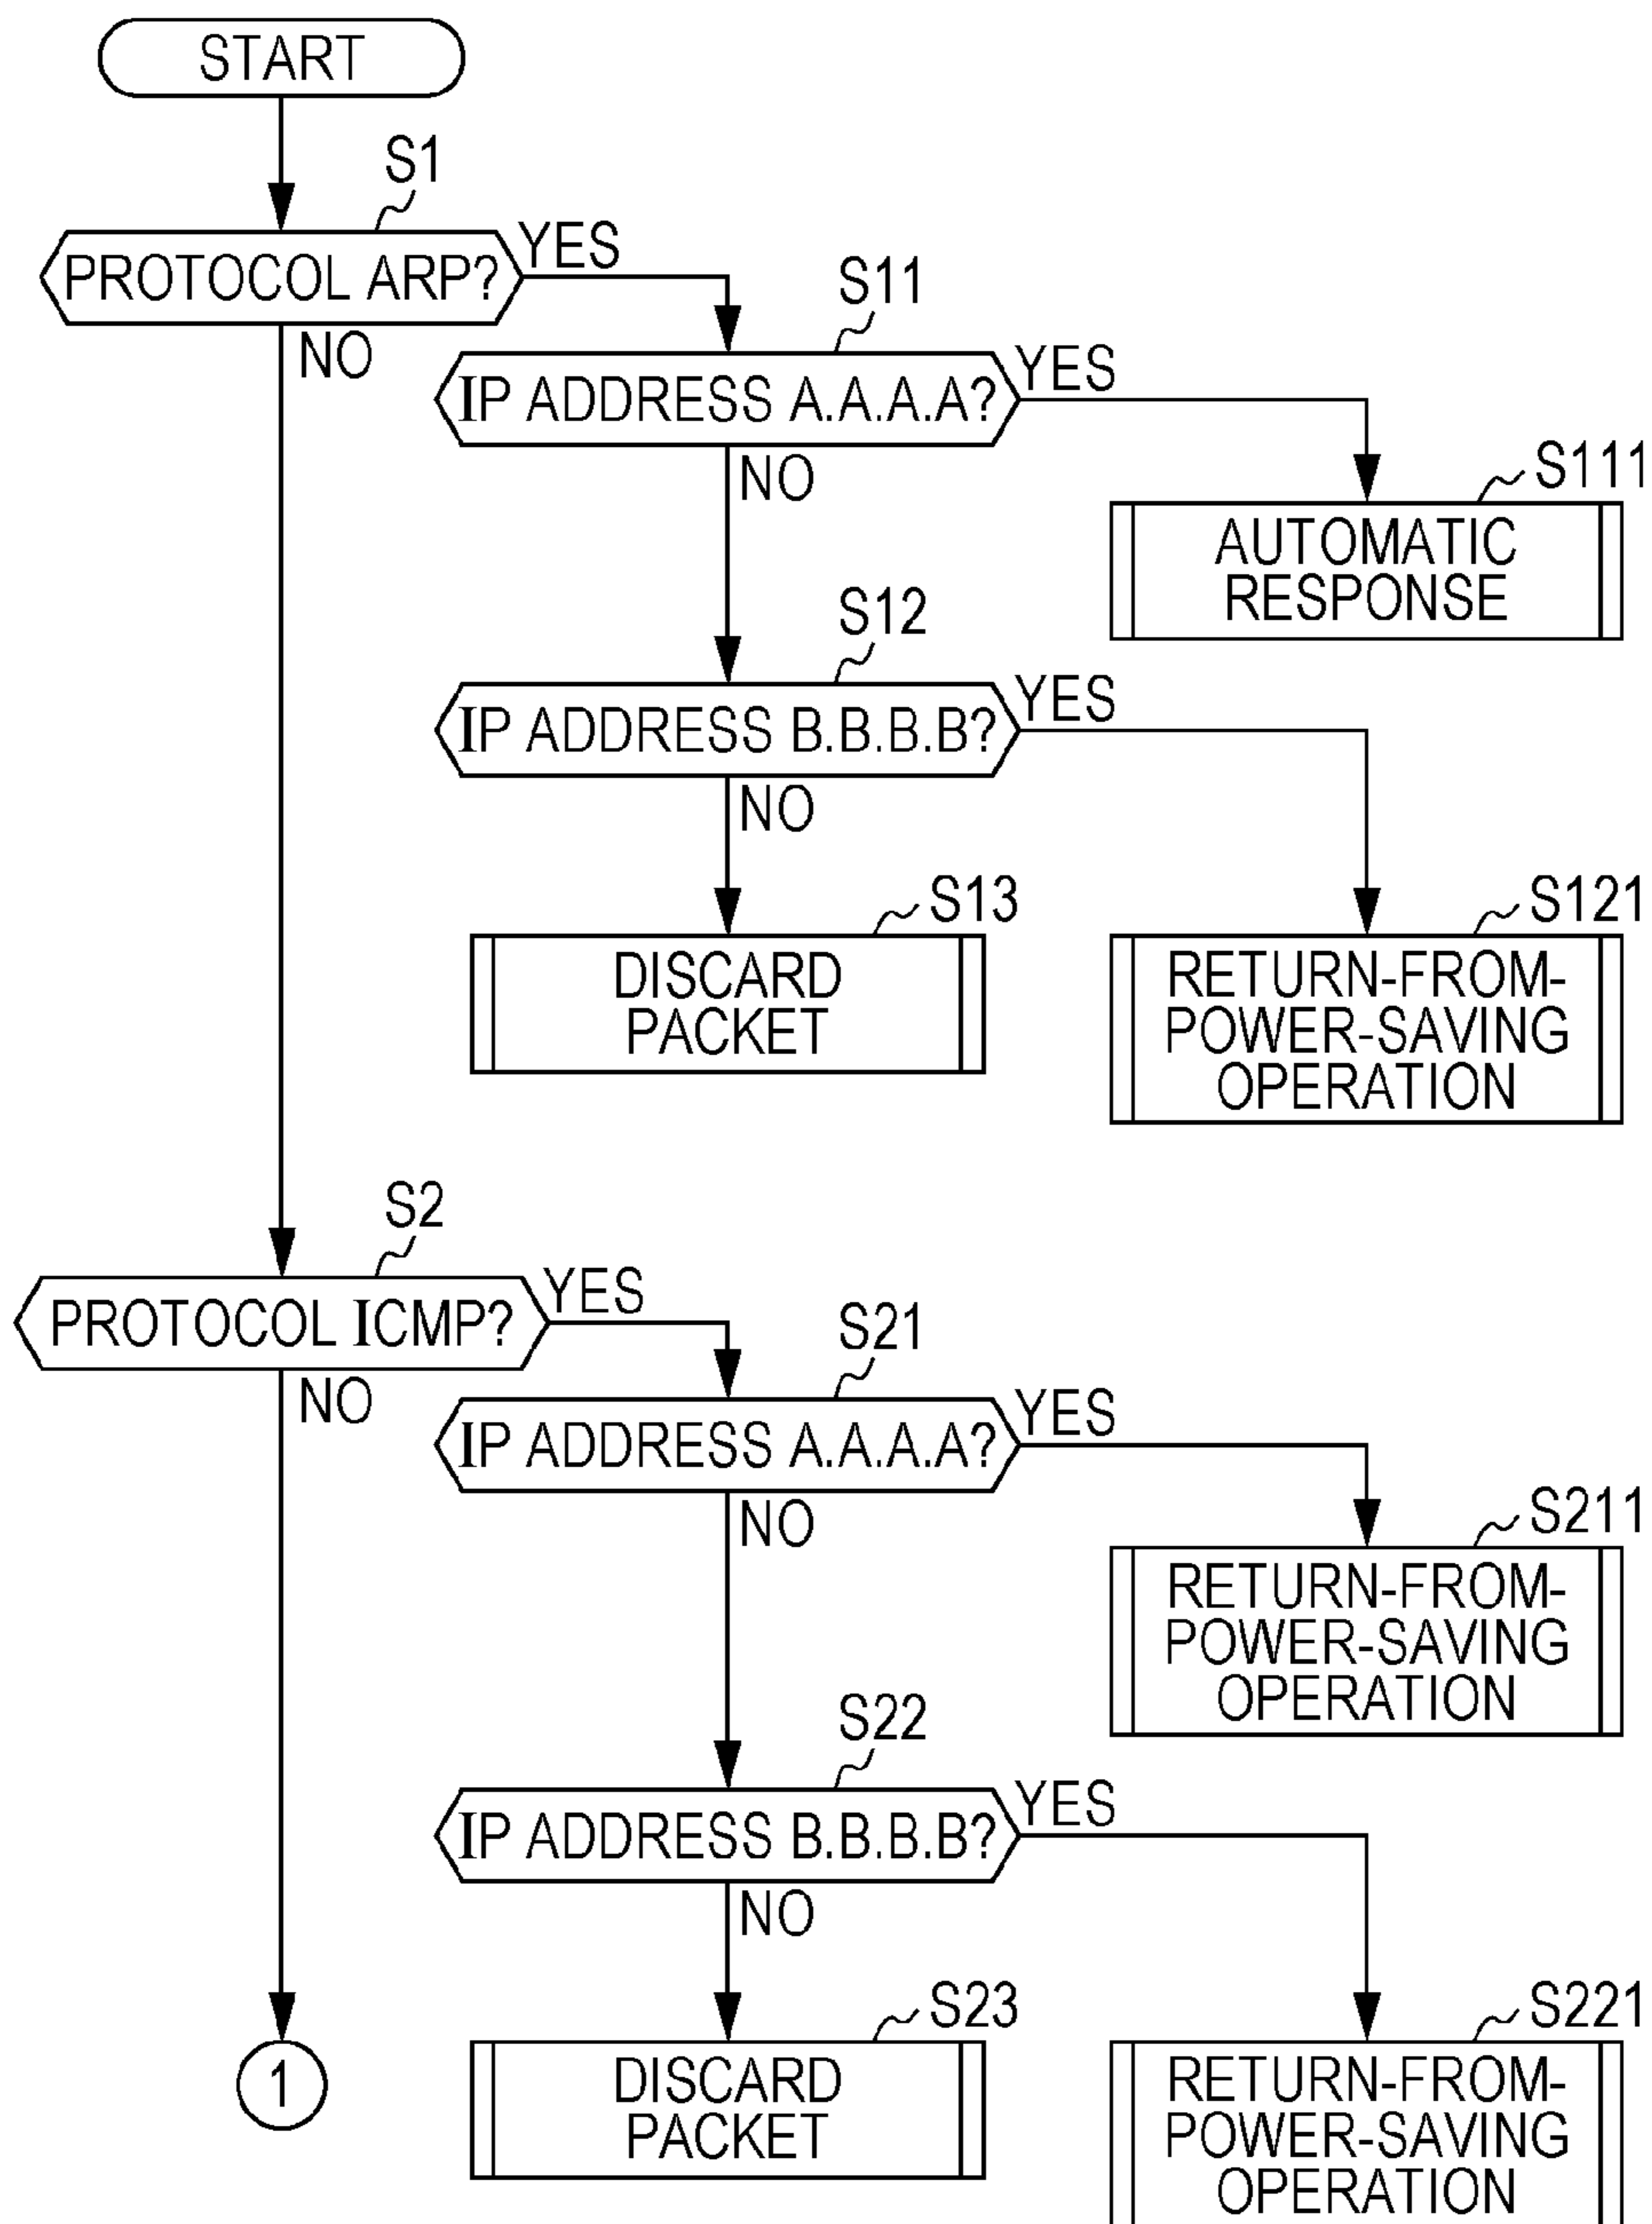 START
S1
PROTOCOL ARP?
YES
NO
S11
IP ADDRESS A.A.A.A?
YES
NO
S111
AUTOMATIC
RESPONSE
S12
IP ADDRESS B.B.B.B?
YES
NO
S13
DISCARD
PACKET
S121
RETURN-FROM-
POWER-SAVING
OPERATION
S2
PROTOCOL ICMP?
YES
NO
S21
IP ADDRESS A.A.A.A?
YES
NO
S211
RETURN-FROM-
POWER-SAVING
OPERATION
S22
IP ADDRESS B.B.B.B?
YES
NO
S23
DISCARD
PACKET
S221
RETURN-FROM-
POWER-SAVING
OPERATION
1